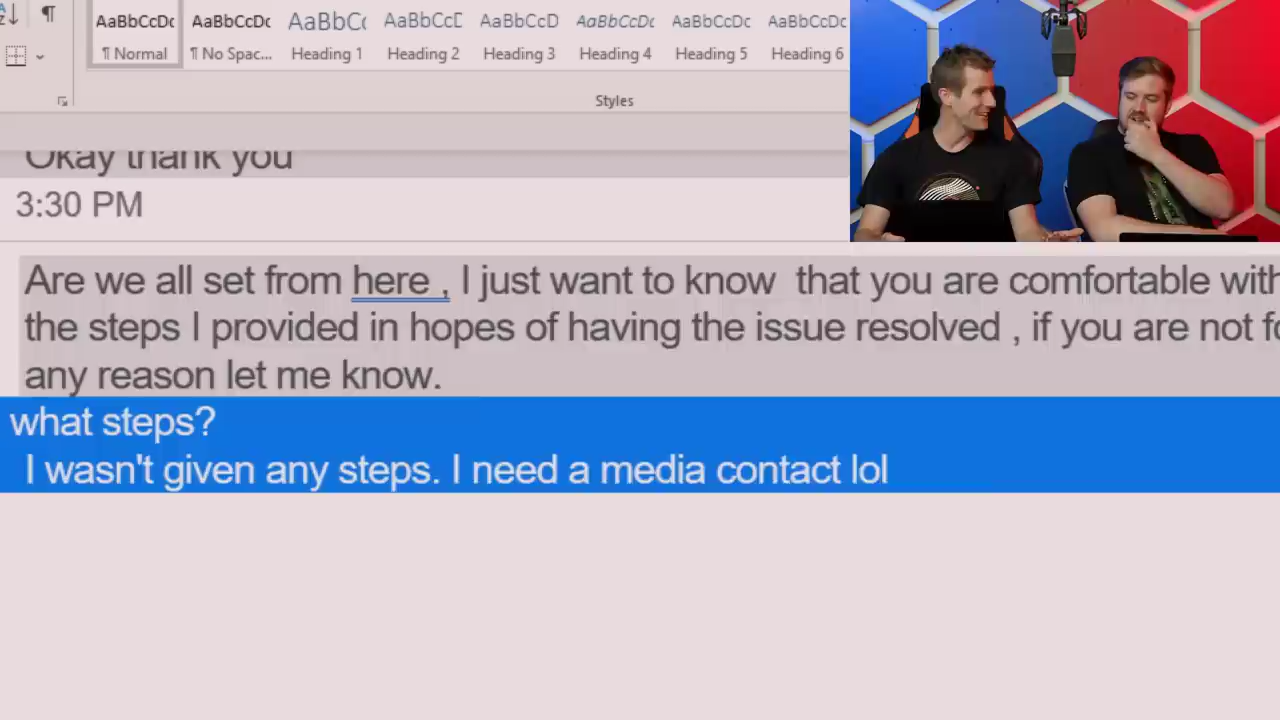 AaBbCcDc AaBbCcDc AaBbC( AaBbCcE AaBbCcD AaBbCcDc AaBbCcDc AaBbCcDc
¶ Normal ¶ No Spac... Heading 1 Heading 2 Heading 3 Heading 4 Heading 5 Heading 6
Styles
Okay thank you
3:30 PM
Are we all set from here , I just want to know that you are comfortable with
the steps I provided in hopes of having the issue resolved , if you are not fo
any reason let me know.
what steps?
I wasn't given any steps. I need a media contact lol